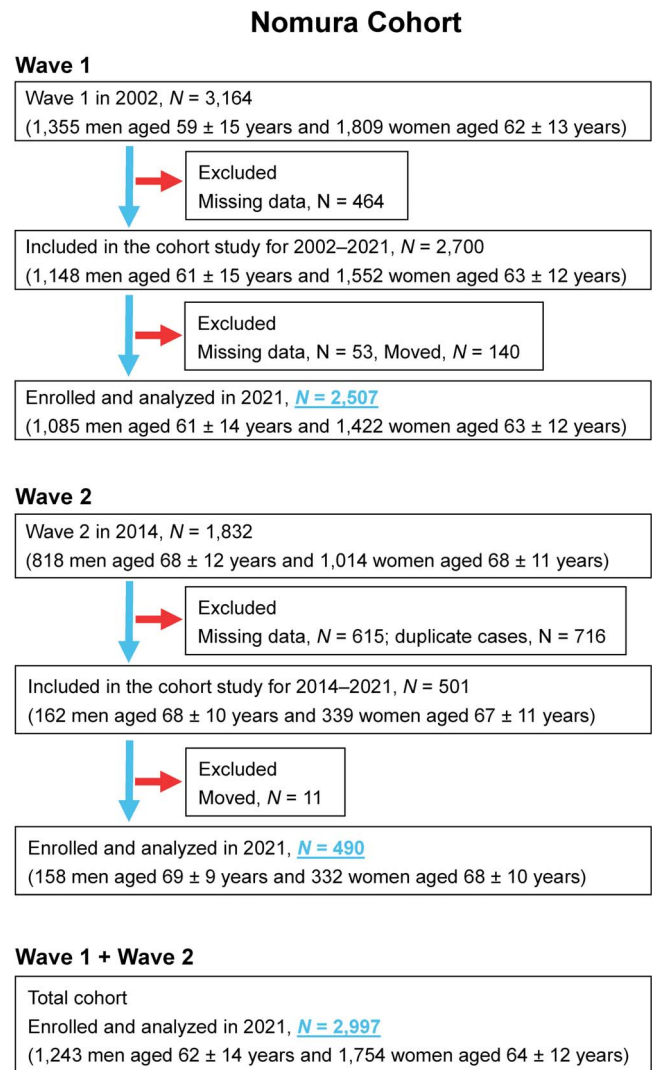 Nomura Cohort
Wave 1
Wave 1 in 2002, N = 3,164
(1,355 men aged 59 ± 15 years and 1,809 women aged 62 ± 13 years)
Excluded
Missing data, N = 464
Included in the cohort study for 2002–2021, N = 2,700
(1,148 men aged 61 ± 15 years and 1,552 women aged 63 ± 12 years)
Excluded
Missing data, N = 53, Moved, N = 140
Enrolled and analyzed in 2021, N = 2,507
(1,085 men aged 61 ± 14 years and 1,422 women aged 63 ± 12 years)
Wave 2
Wave 2 in 2014, N = 1,832
(818 men aged 68 ± 12 years and 1,014 women aged 68 ± 11 years)
Excluded
Missing data, N = 615; duplicate cases, N = 716
Included in the cohort study for 2014–2021, N = 501
(162 men aged 68 ± 10 years and 339 women aged 67 ± 11 years)
Excluded
Moved, N = 11
Enrolled and analyzed in 2021, N = 490
(158 men aged 69 ± 9 years and 332 women aged 68 ± 10 years)
Wave 1 + Wave 2
Total cohort
Enrolled and analyzed in 2021, N = 2,997
(1,243 men aged 62 ± 14 years and 1,754 women aged 64 ± 12 years)